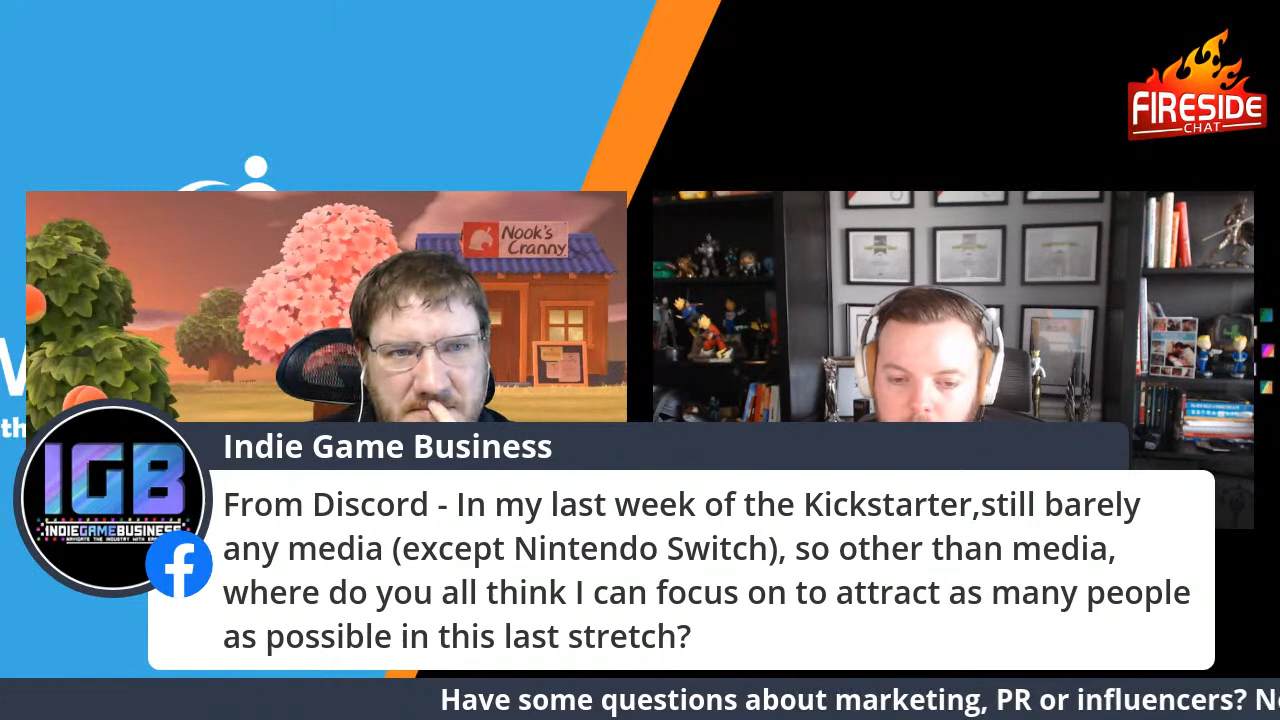 FIRESIDE
CHAT
Nook's
Cranny
W
th
Indie Game Business
IGB
INDIEGAMEBUSINESS
From Discord - In my last week of the Kickstarter,still barely
any media (except Nintendo Switch), so other than media,
where do you all think I can focus on to attract as many people
as possible in this last stretch?
Have some questions about marketing, PR or influencers? N